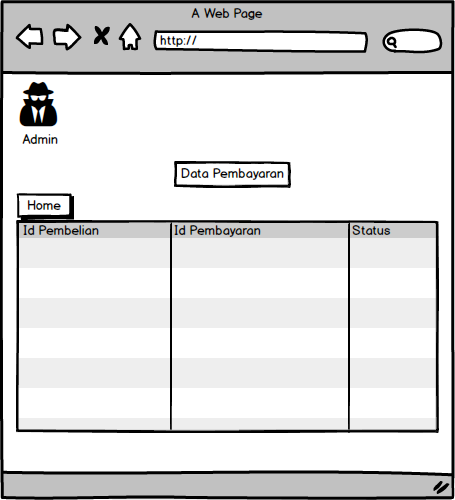 A Web Page
http://
Admin
Data Pembayaran
Home
Id Pembelian Id Pembayaran Status